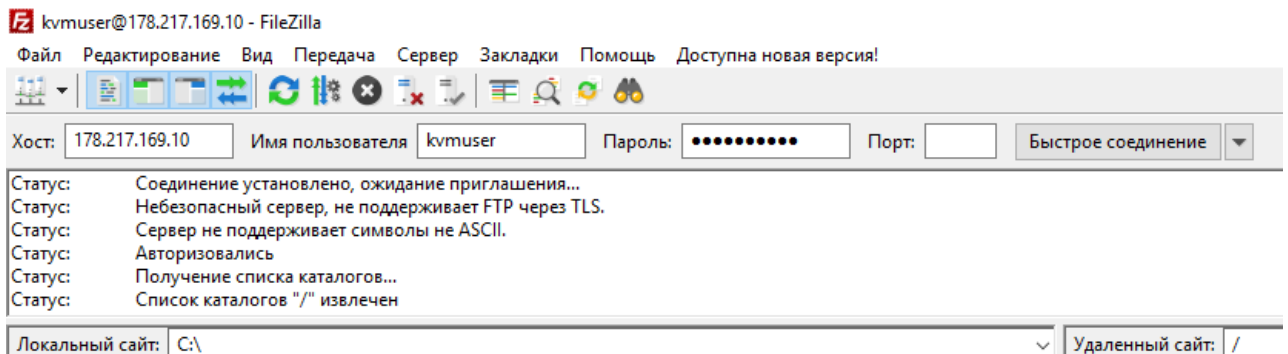 kvmuser@178.217.169.10 - FileZilla
Файл Редактирование Вид Передача Сервер Закладки Помощь Доступна новая версия!
Хост: 178.217.169.10 Имя пользователя kvmuser Пароль: ●●●●●●●●●● Порт: Быстрое соединение
Статус: Соединение установлено, ожидание приглашения...
Статус: Небезопасный сервер, не поддерживает FTP через TLS.
Статус: Сервер не поддерживает символы не ASCII.
Статус: Авторизовались
Статус: Получение списка каталогов...
Статус: Список каталогов "/" извлечен
Локальный сайт: C:\ Удаленный сайт: /